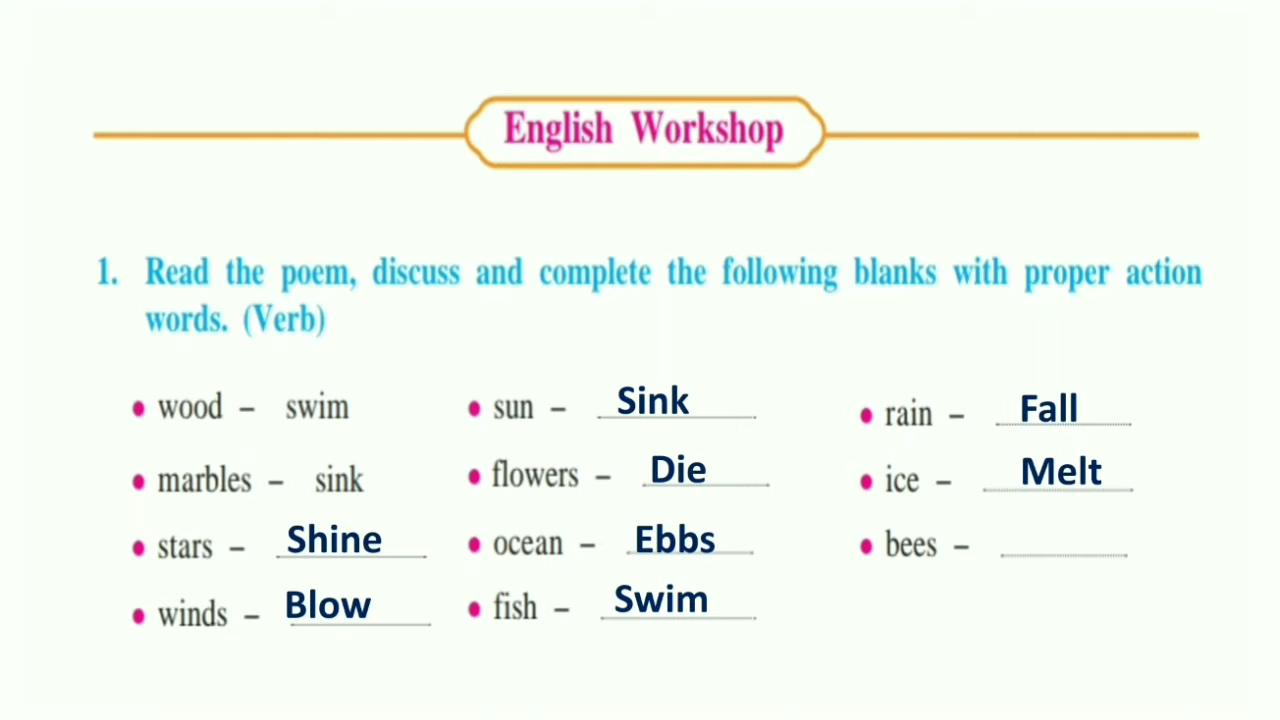 English Workshop
1. Read the poem, discuss and complete the following blanks with proper action
words. (Verb)
• wood – swim
• marbles – sink
• stars – Shine
• winds – Blow
• sun – Sink
• flowers – Die
• ocean – Ebbs
• fish – Swim
• rain – Fall
• ice – Melt
• bees –